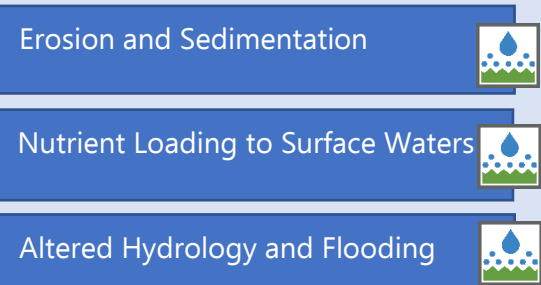 Erosion and Sedimentation
Nutrient Loading to Surface Waters
Altered Hydrology and Flooding